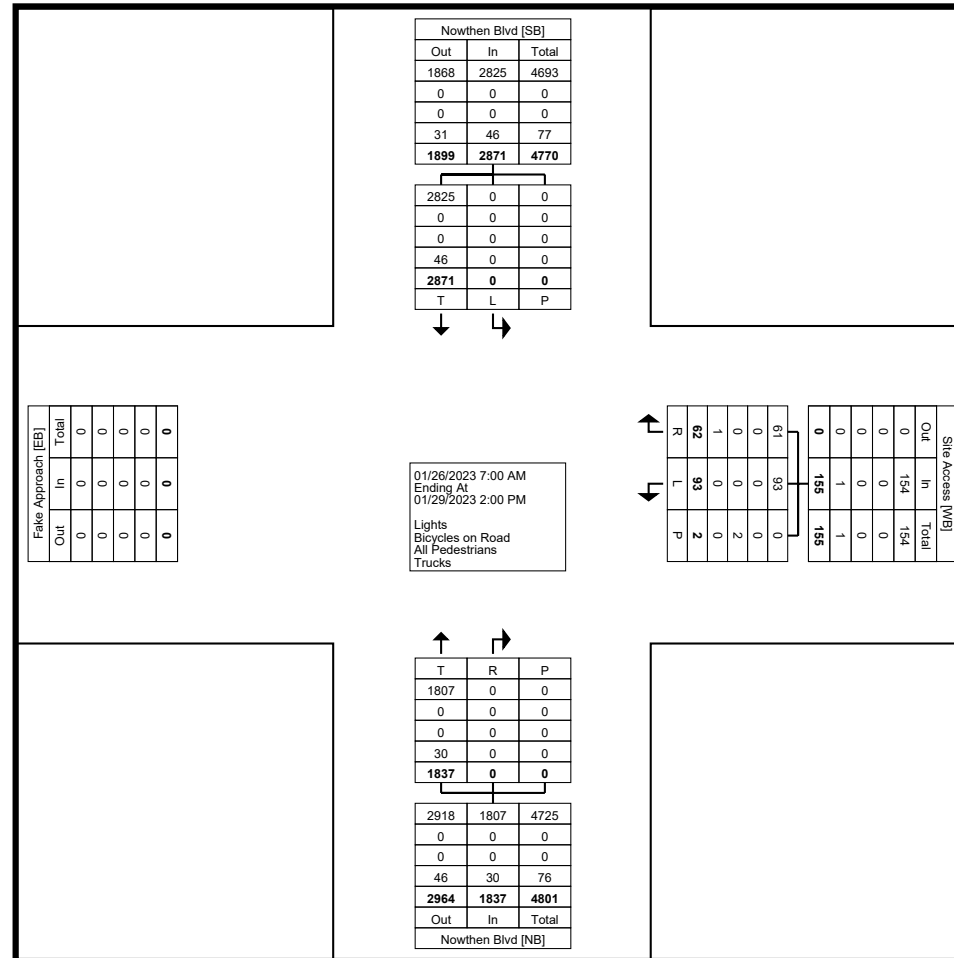 Nowthen Blvd [SB]
Out In Total
1868 2825 4693
0 0 0
0 0 0
31 46 77
1899 2871 4770
2825 0 0
0 0 0
0 0 0
46 0 0
2871 0 0
T L P
Fake Approach [EB]
Total 0 0 0 0 0
In 0 0 0 0 0
Out 0 0 0 0 0
01/26/2023 7:00 AM
Ending At
01/29/2023 2:00 PM
Lights
Bicycles on Road
All Pedestrians
Trucks
R 62 1 0 0 61
L 93 0 0 0 93
P 2 0 2 0 0
0 0 0 0 0 Out
155 1 0 0 154 In
155 1 0 0 154 Total
Site Access [WB]
T R P
1807 0 0
0 0 0
0 0 0
30 0 0
1837 0 0
2918 1807 4725
0 0 0
0 0 0
46 30 76
2964 1837 4801
Out In Total
Nowthen Blvd [NB]